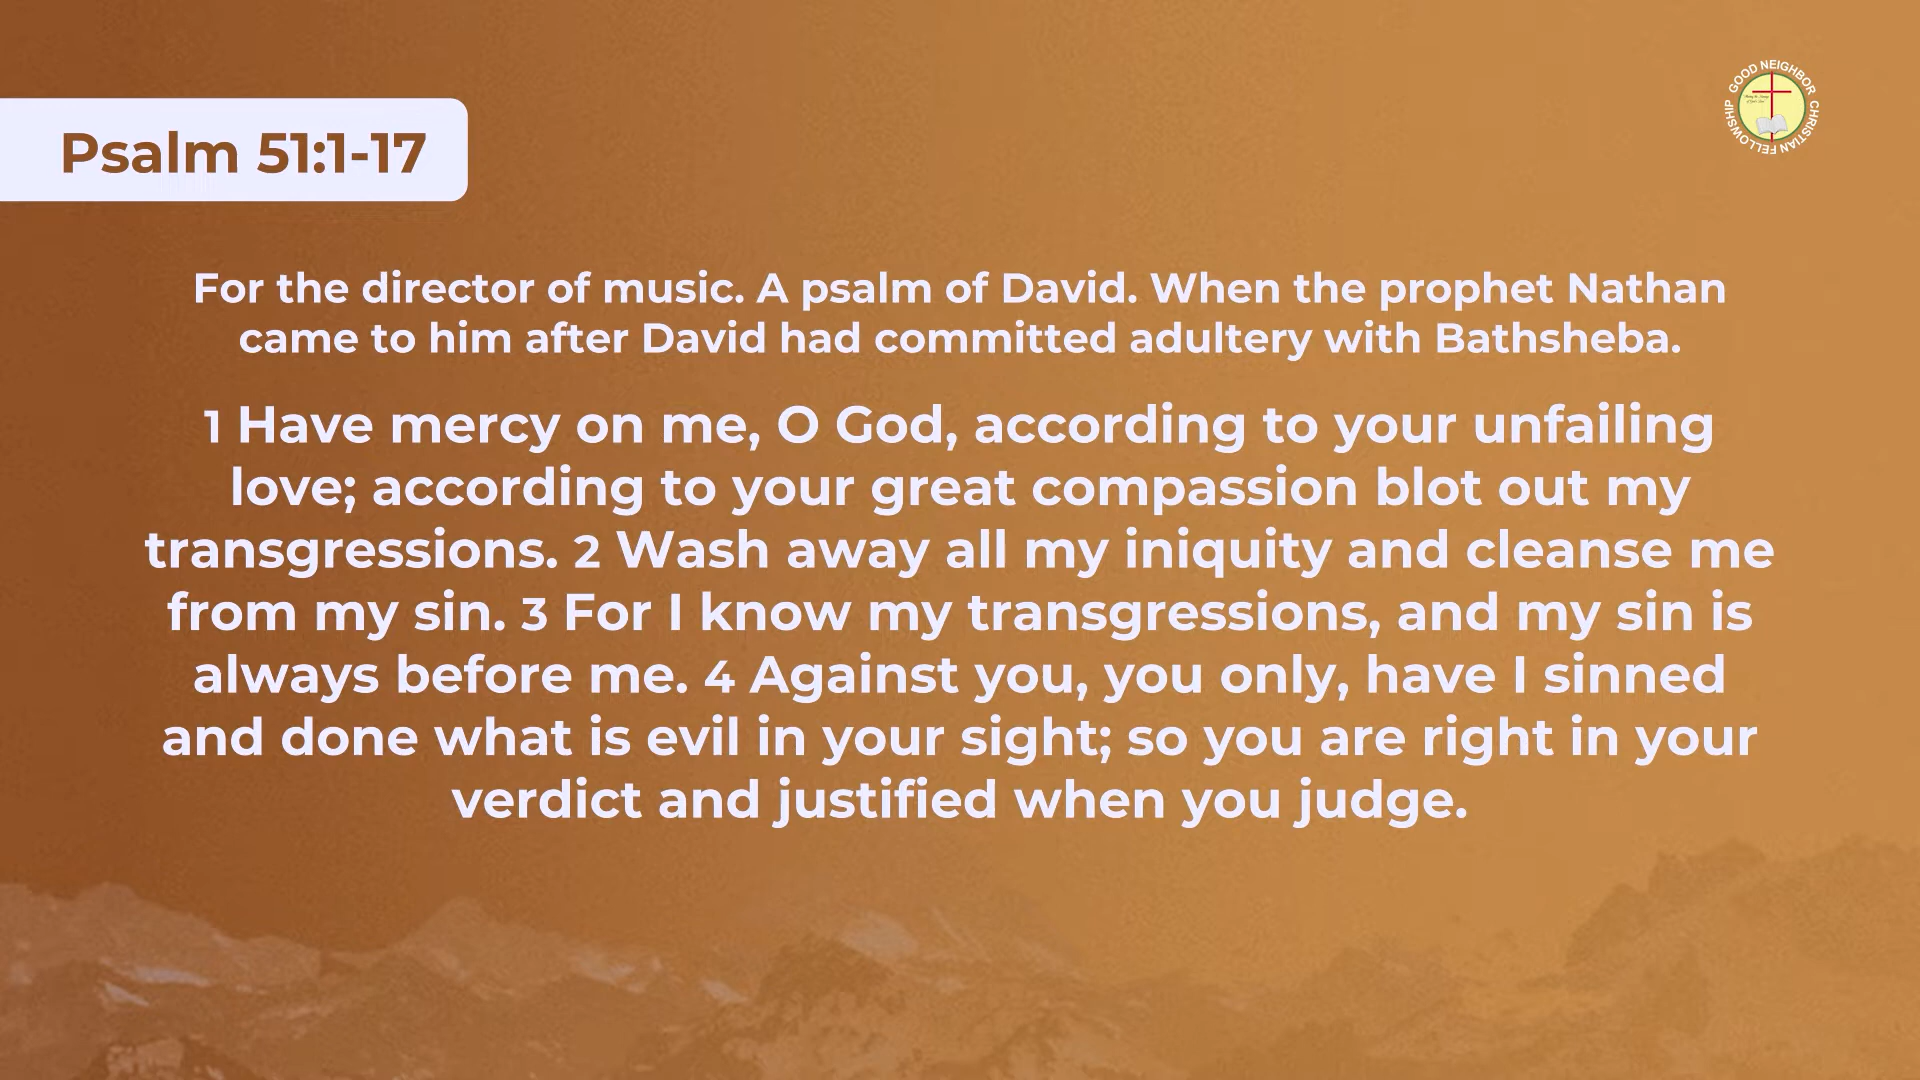 GOOD NEIGHBOR CHRISTIAN FELLOWSHIP
Psalm 51:1-17
For the director of music. A psalm of David. When the prophet Nathan
came to him after David had committed adultery with Bathsheba.
1 Have mercy on me, O God, according to your unfailing
love; according to your great compassion blot out my
transgressions. 2 Wash away all my iniquity and cleanse me
from my sin. 3 For I know my transgressions, and my sin is
always before me. 4 Against you, you only, have I sinned
and done what is evil in your sight; so you are right in your
verdict and justified when you judge.